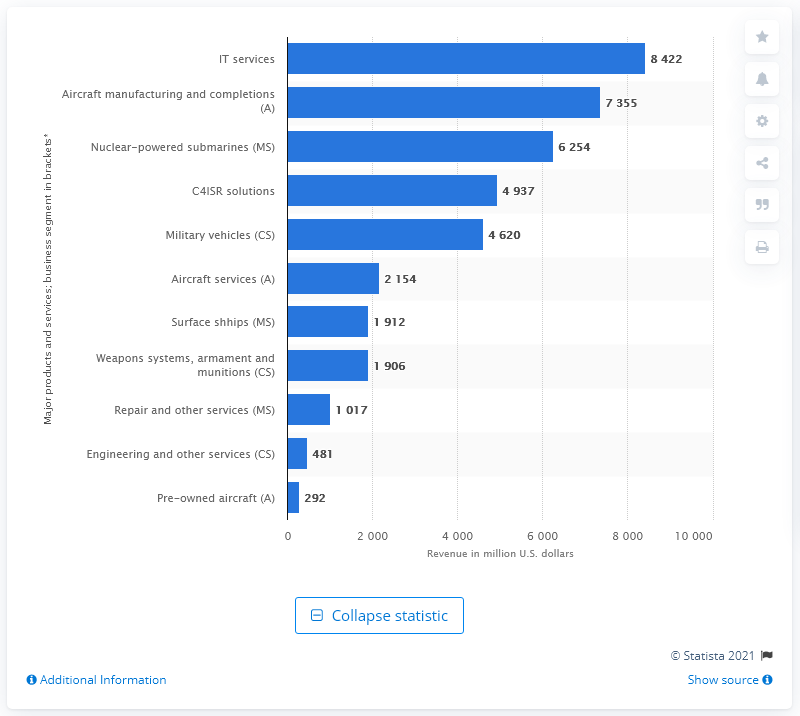 IT services
8 422
Aircraft manufacturing and completions
(A)
7 355
Nuclear-powered submarines (MS)
6 254
C4ISR solutions
4 937
Military vehicles (CS)
4 620
Aircraft services (A)
2 154
Surface shhips (MS)
1 912
Weapons systems, armament and
munitions (CS)
1 906
Repair and other services (MS)
1 017
Engineering and other services (CS)
481
Pre-owned aircraft (A)
292
Major products and services; business segment in brackets*
0 2 000 4 000 6 000 8 000 10 000
Revenue in million U.S. dollars
Collapse statistic
© Statista 2021
Additional Information
Show source